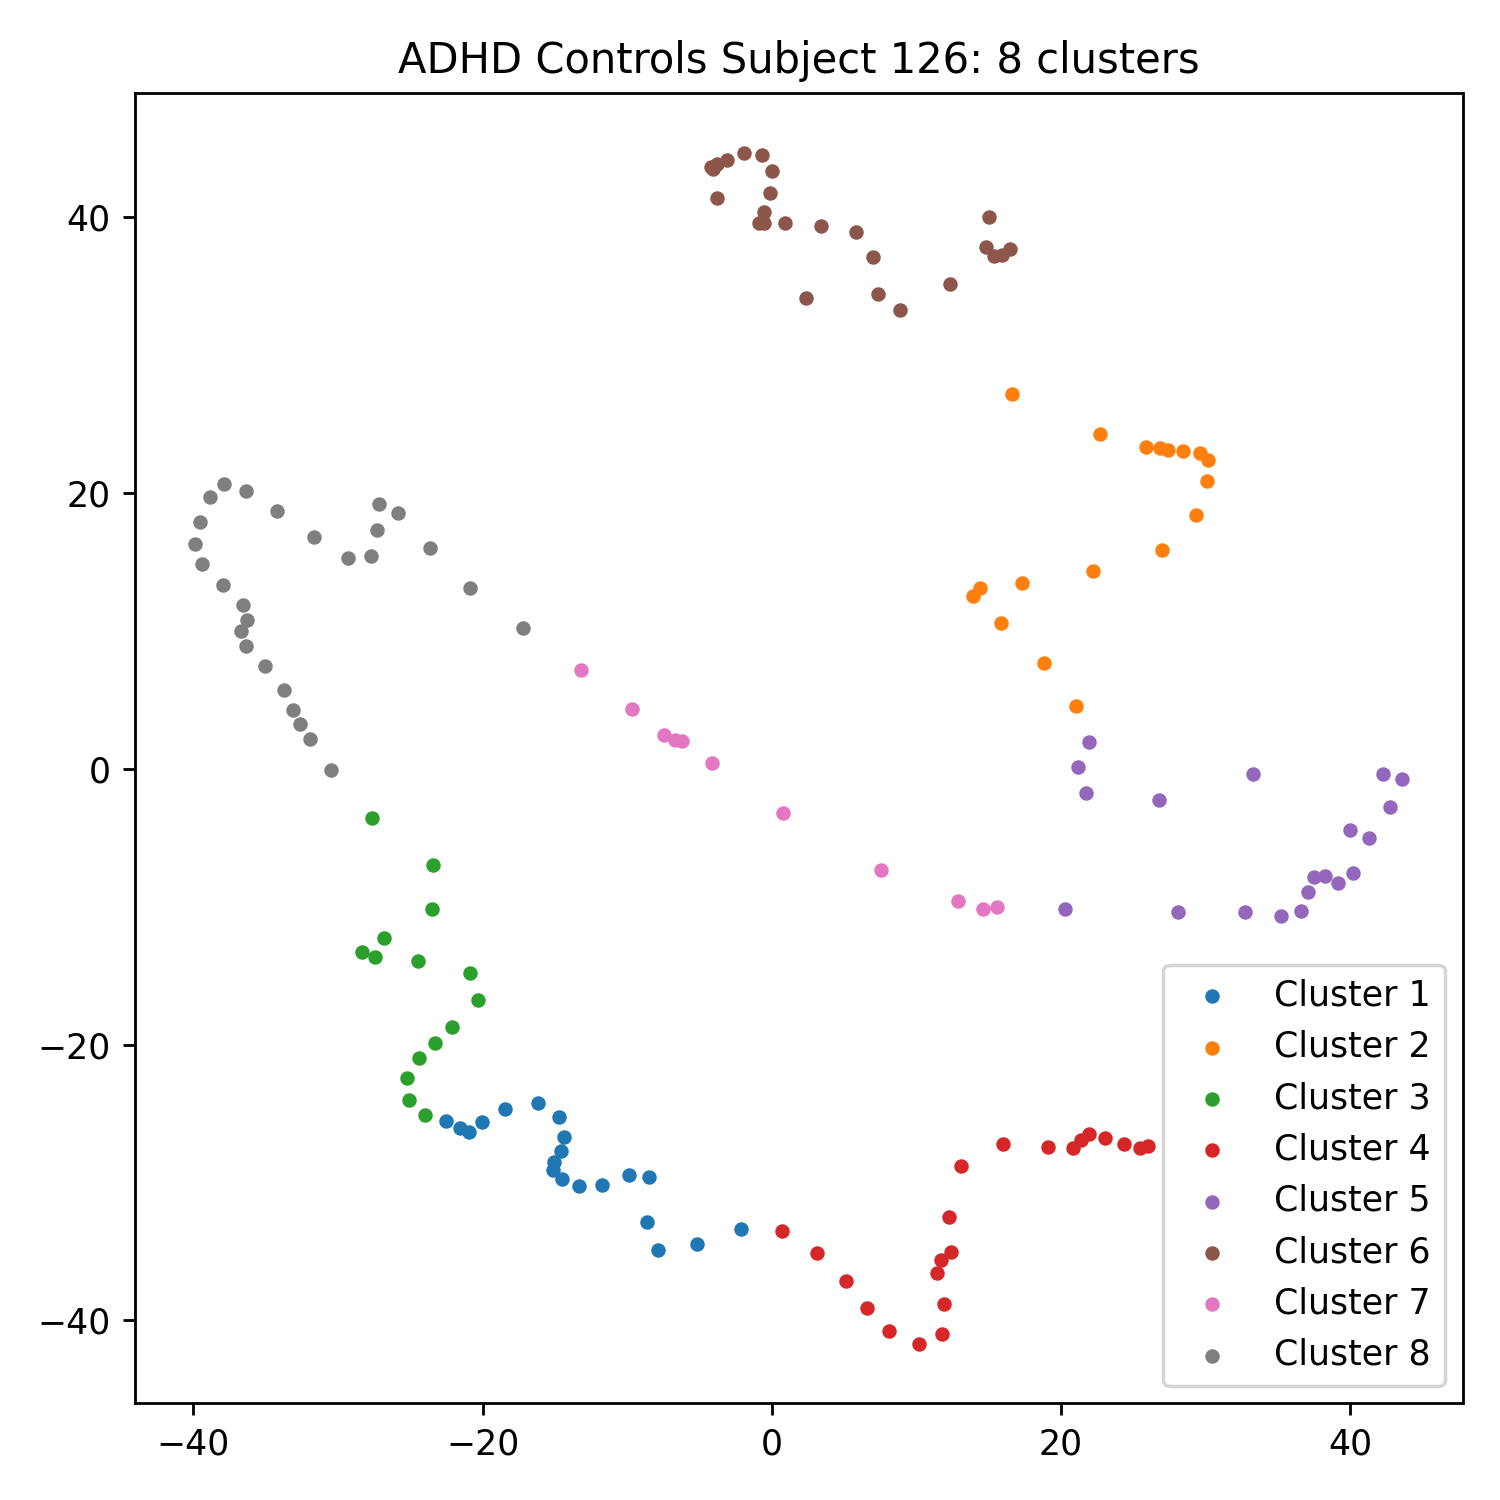 ADHD Controls Subject 126: 8 clusters
40
20
0
−20
−40
−40
−20
0
20
40
Cluster 1
Cluster 2
Cluster 3
Cluster 4
Cluster 5
Cluster 6
Cluster 7
Cluster 8